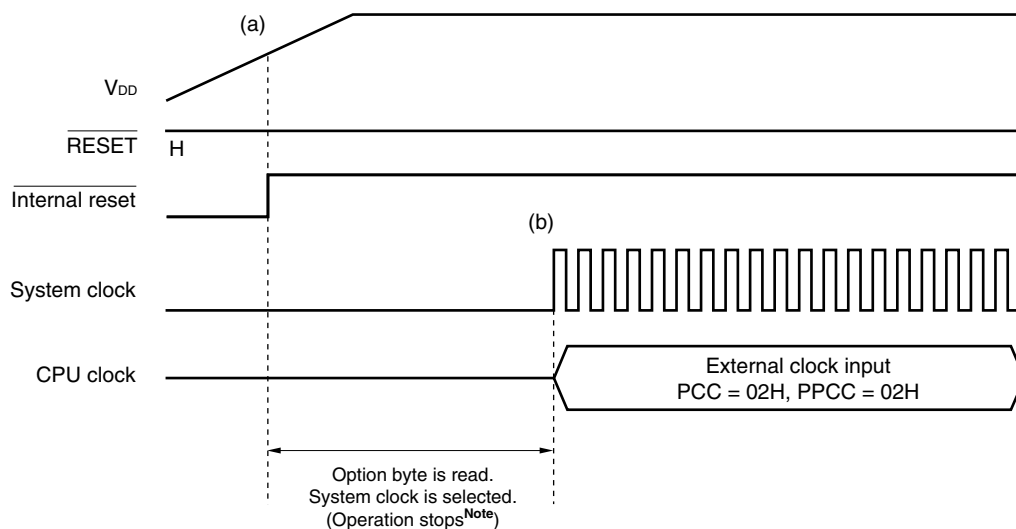 (a)
VDD
RESET
H
Internal reset
(b)
System clock
CPU clock
External clock input
PCC = 02H, PPCC = 02H
Option byte is read.
System clock is selected.
(Operation stopsNote)